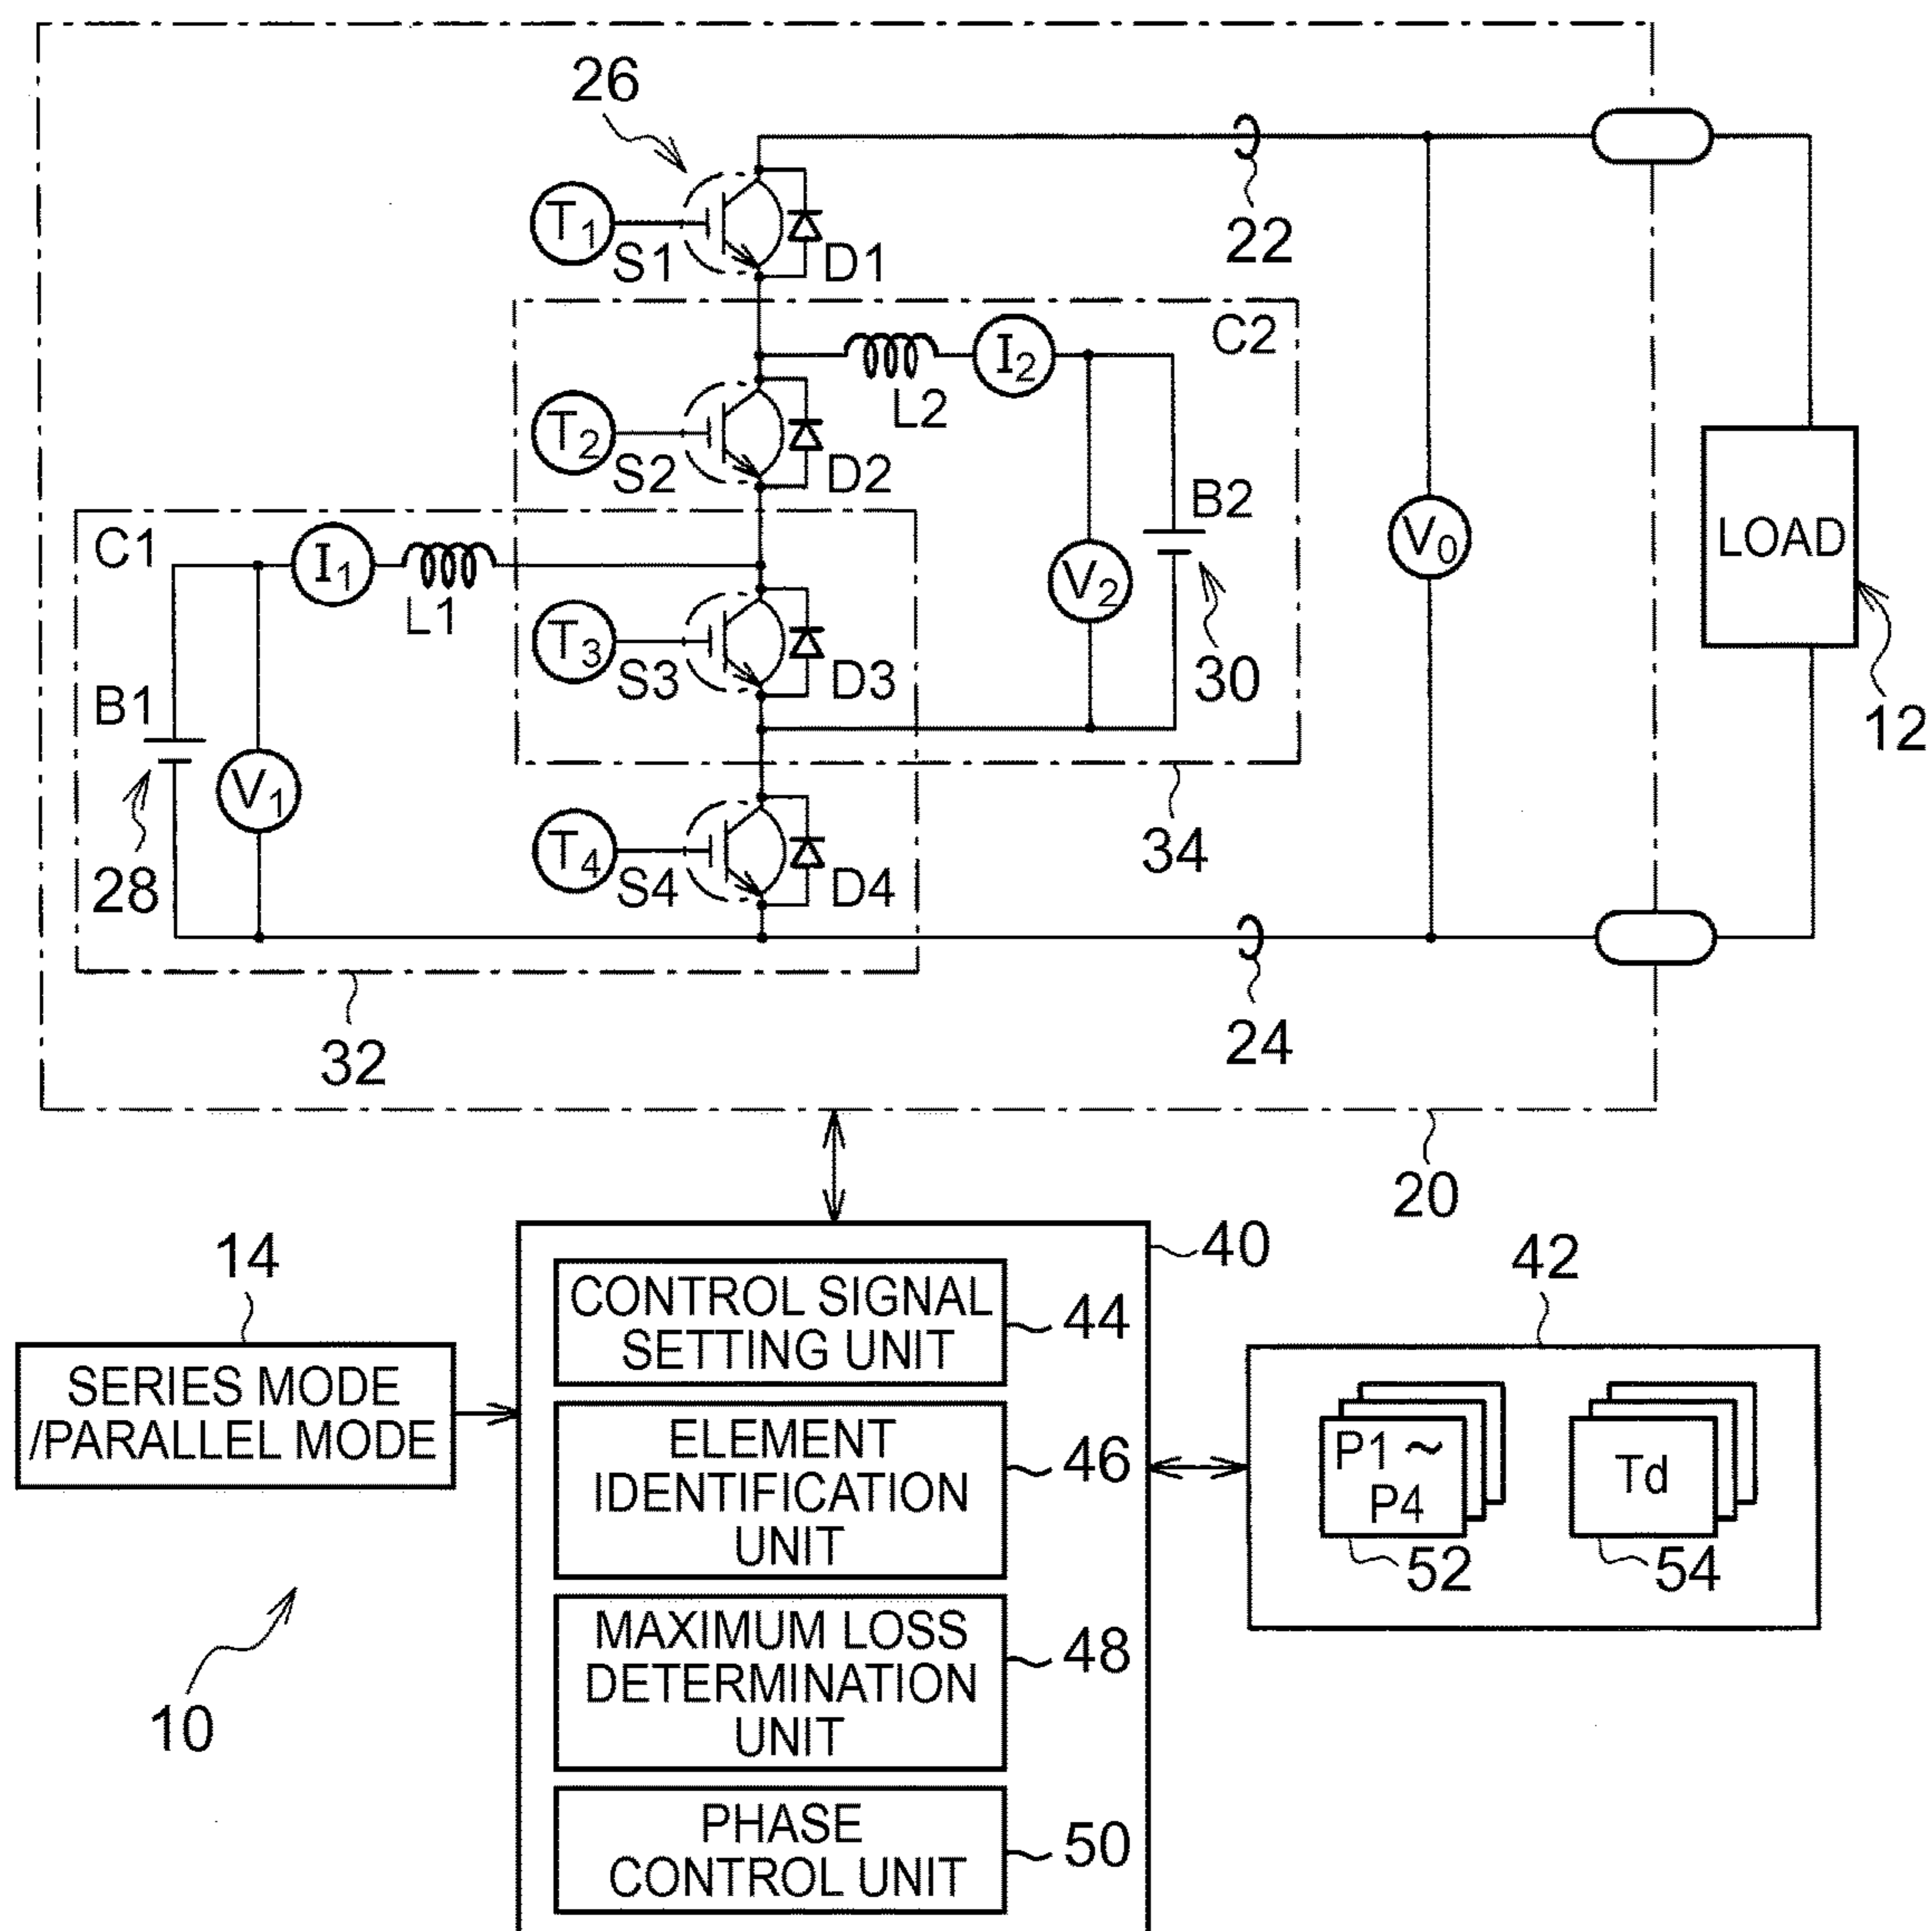 26
T1
S1
D1
22
C2
I2
L2
T2
S2
D2
B2
V0
LOAD
C1
I1
L1
V2
T3
S3
D3
30
12
B1
V1
28
T4
S4
D4
34
32
24
20
14
40
42
SERIES MODE
/PARALLEL MODE
CONTROL SIGNAL
SETTING UNIT
44
ELEMENT
IDENTIFICATION
UNIT
46
P1 ~
P4
Td
52
54
MAXIMUM LOSS
DETERMINATION
UNIT
48
10
PHASE
CONTROL UNIT
50